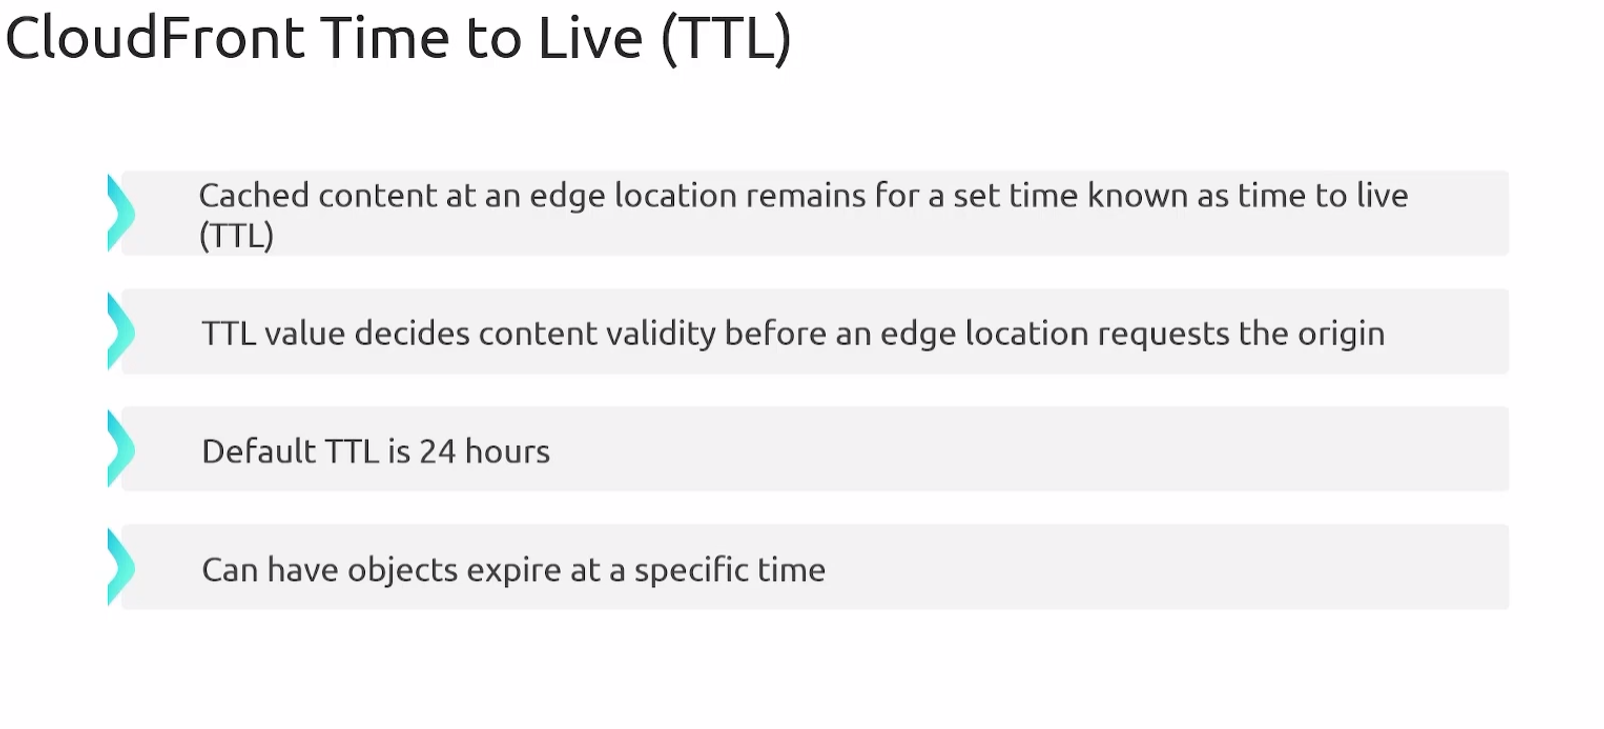 CloudFront Time to Live (TTL)
Cached content at an edge location remains for a set time known as time to live
(TTL)
TTL value decides content validity before an edge location requests the origin
Default TTL is 24 hours
Can have objects expire at a specific time